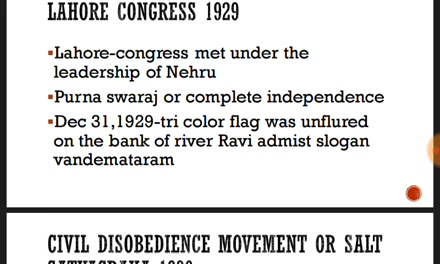 LAHORE CONGRESS 1929
▪Lahore-congress met under the
leadership of Nehru
▪Purna swaraj or complete independence
▪Dec 31,1929-tri color flag was unflured
on the bank of river Ravi admist slogan
vandemataram
CIVIL DISOBEDIENCE MOVEMENT OR SALT